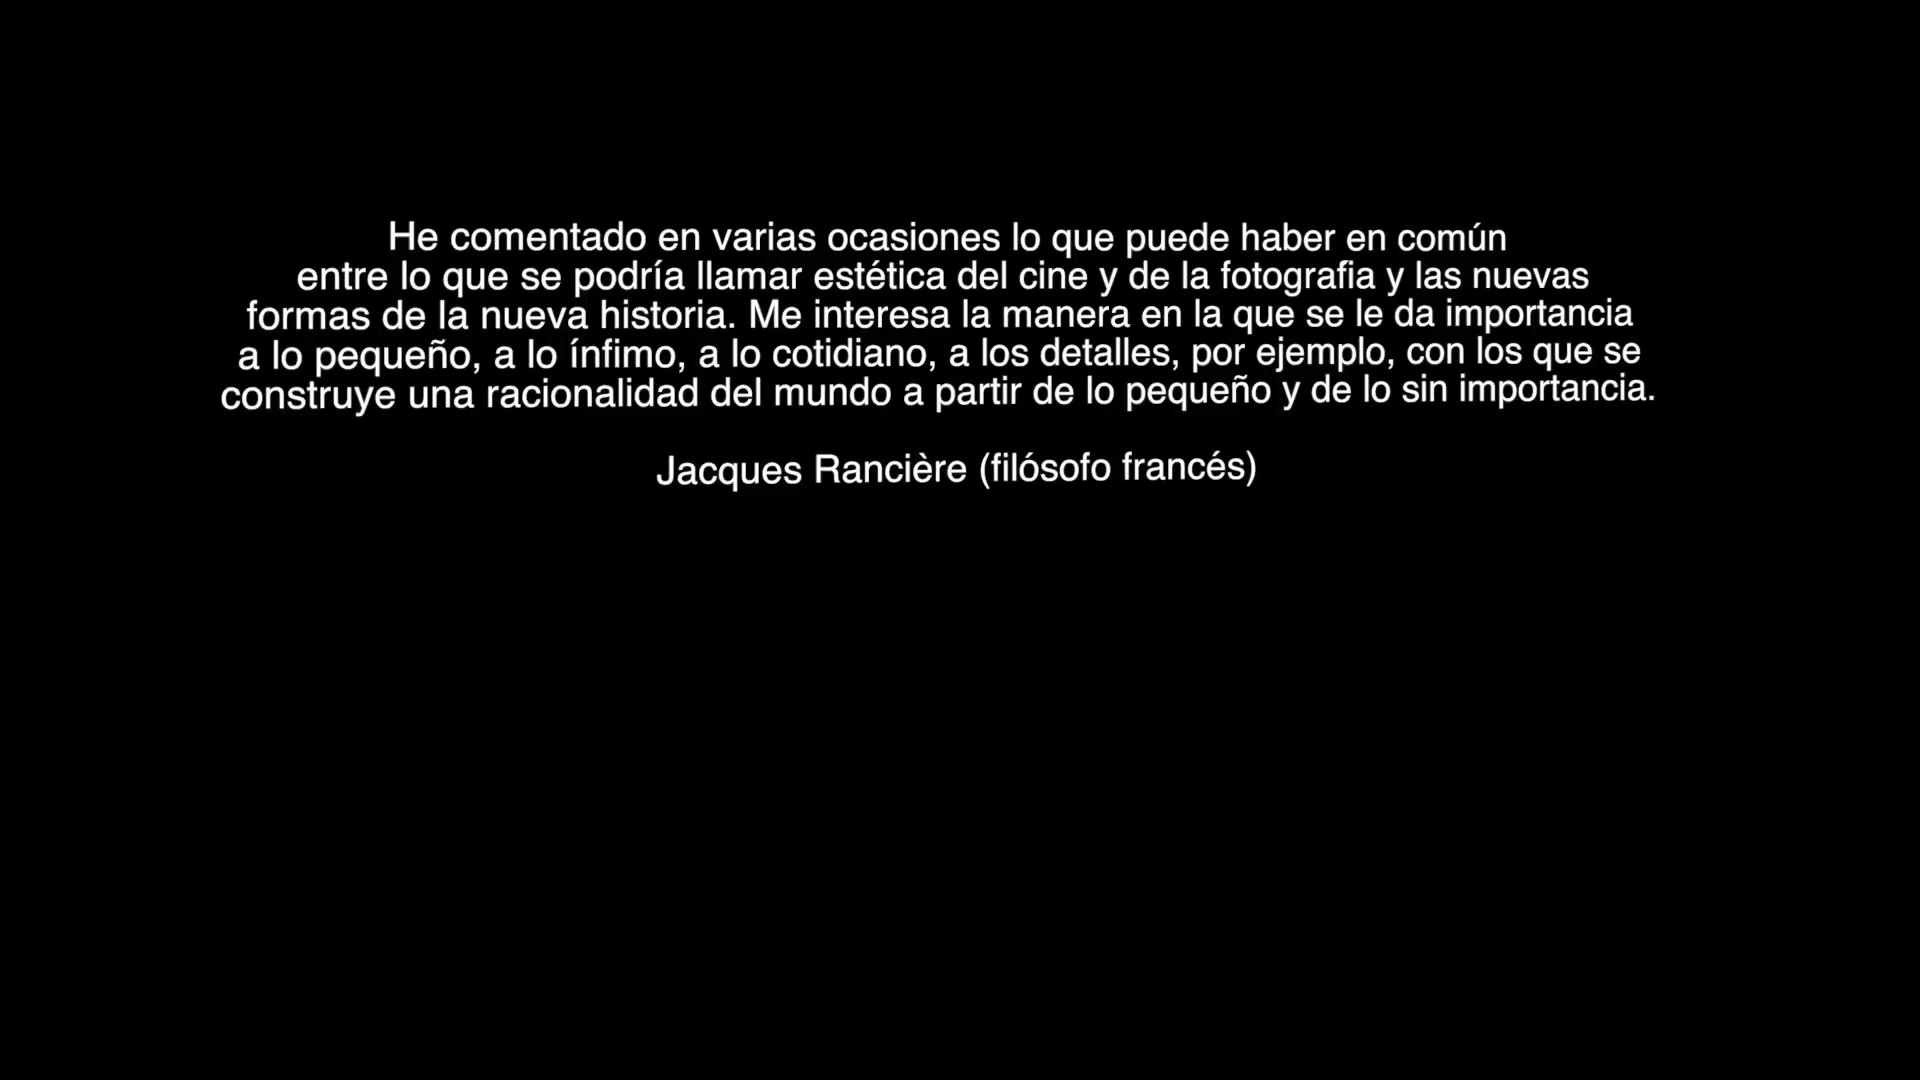 He comentado en varias ocasiones lo que puede haber en común
entre lo que se podría llamar estética del cine y de la fotografia y las nuevas
formas de la nueva historia. Me interesa la manera en la que se le da importancia
a lo pequeño, a lo ínfimo, a lo cotidiano, a los detalles, por ejemplo, con los que se
construye una racionalidad del mundo a partir de lo pequeño y de lo sin importancia.
Jacques Rancière (filósofo francés)